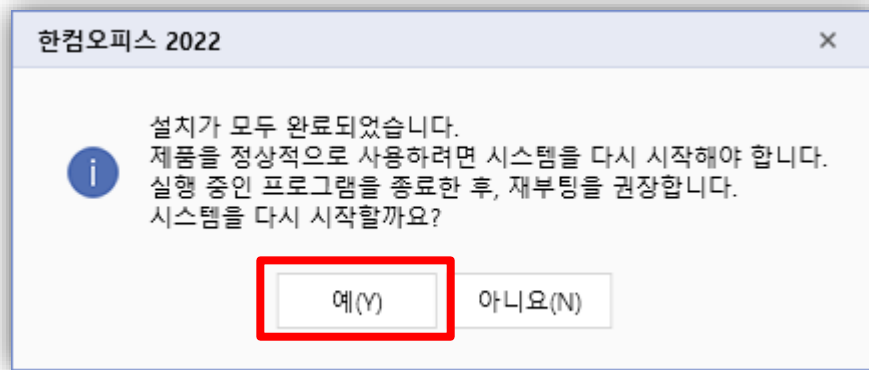 한컴오피스 2022
설치가 모두 완료되었습니다.
제품을 정상적으로 사용하려면 시스템을 다시 시작해야 합니다.
실행 중인 프로그램을 종료한 후, 재부팅을 권장합니다.
시스템을 다시 시작할까요?
예(Y) 아니요(N)